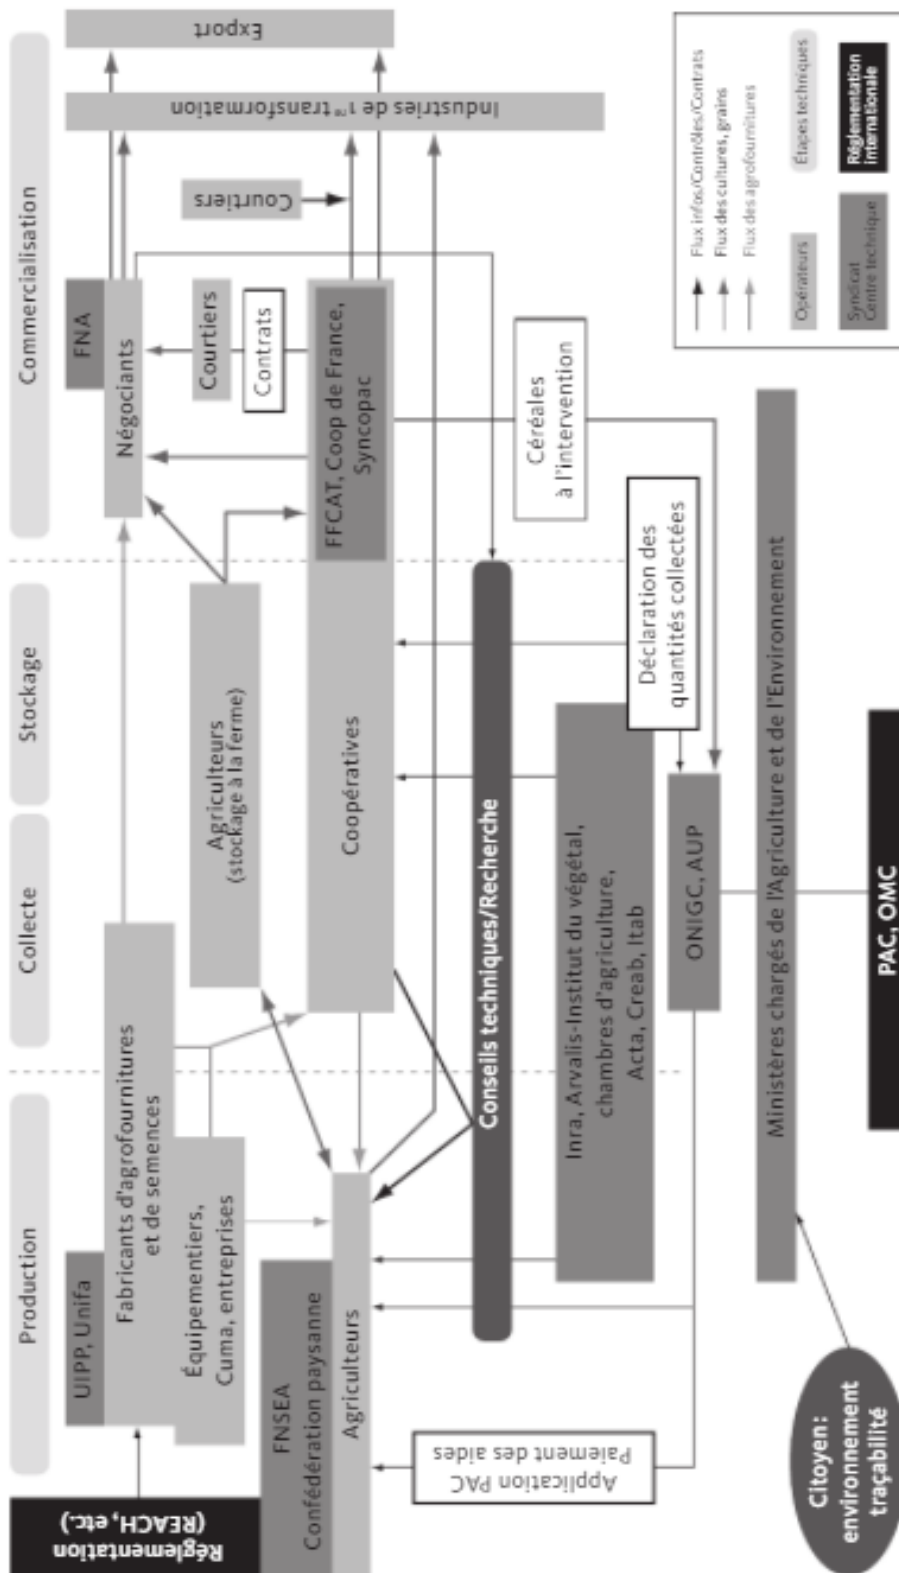 Production
Collecte
Stockage
Commercialisation
Réglementation
(REACH, etc.)
UIPP, Unifa
Fabricants d'agrofournitures
et de semences
Équipementiers,
Cuma, entreprises
FNSEA
Confédération paysanne
Agriculteurs
Agriculteurs
(stockage à la ferme)
Coopératives
FFCAT, Coop de France,
Syncopac
FNA
Négociants
Courtiers
Contrats
Courtiers
Industries de 1re transformation
Export
Conseils techniques/Recherche
Céréales
à l'intervention
Déclaration des
quantités collectées
Inra, Arvalis-Institut du végétal,
chambres d'agriculture,
Acta, Creab, Itab
ONIGC, AUP
Application PAC
Paiement des aides
Ministères chargés de l'Agriculture et de l'Environnement
Citoyen:
environnement
traçabilité
PAC, OMC
Flux infos/Contrôles/Contrats
Flux des cultures, grains
Flux des agrofournitures
Opérateurs
Étapes techniques
Syndicat
Centre technique
Réglementation
internationale